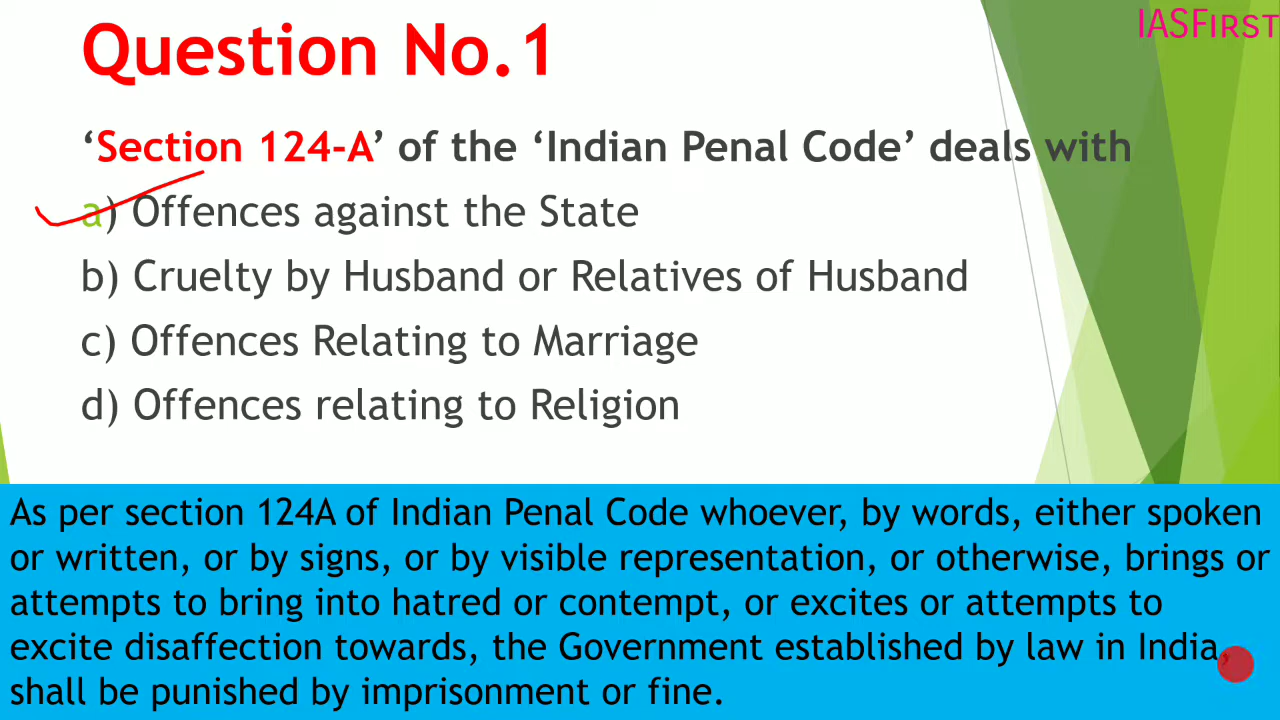 IASFIRST
Question No.1
‘Section 124-A’ of the ‘Indian Penal Code’ deals with
a) Offences against the State
b) Cruelty by Husband or Relatives of Husband
c) Offences Relating to Marriage
d) Offences relating to Religion
As per section 124A of Indian Penal Code whoever, by words, either spoken
or written, or by signs, or by visible representation, or otherwise, brings or
attempts to bring into hatred or contempt, or excites or attempts to
excite disaffection towards, the Government established by law in India,
shall be punished by imprisonment or fine.